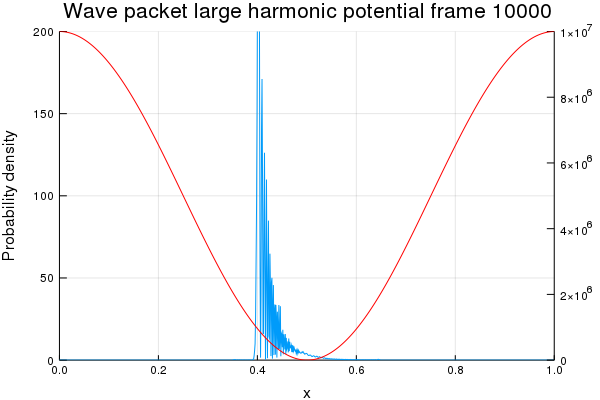 Wave packet large harmonic potential frame 10000
200
150
100
50
0
Probability density
1×10⁷
8×10⁶
6×10⁶
4×10⁶
2×10⁶
0
0.0 0.2 0.4 0.6 0.8 1.0
x